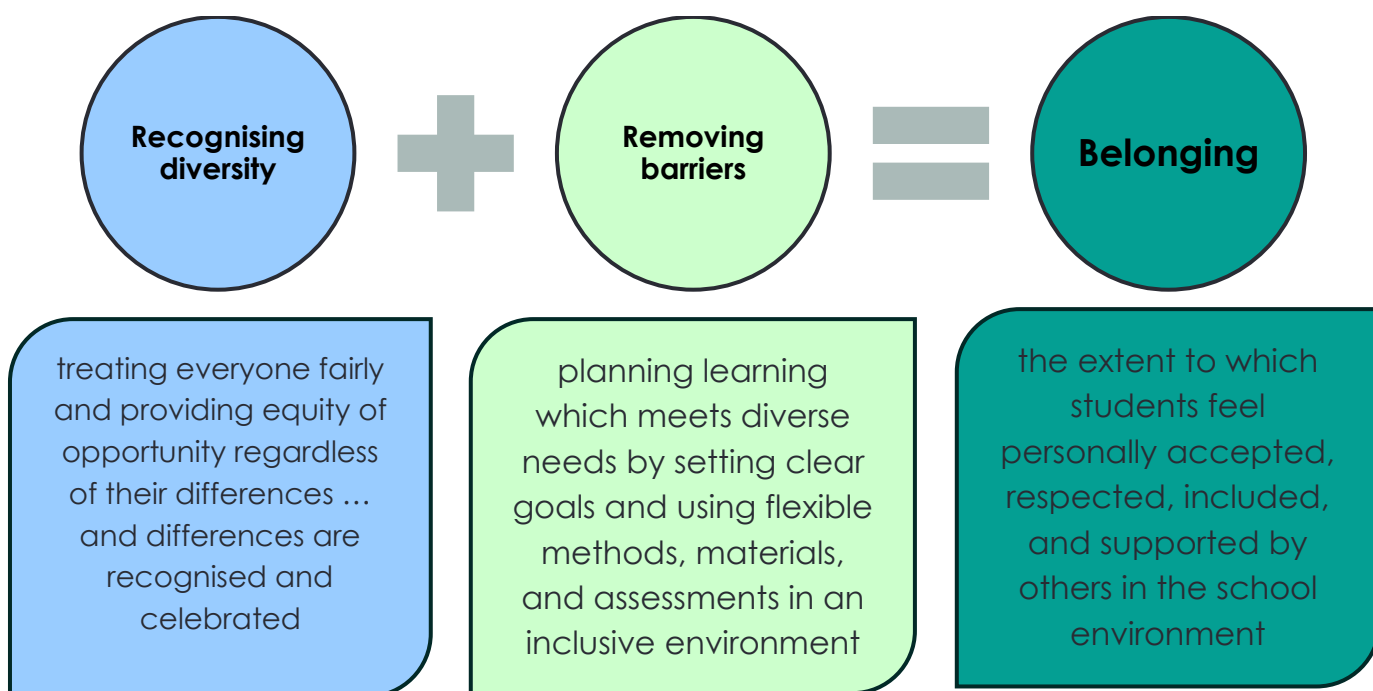 Recognising
diversity
Removing
barriers
Belonging
treating everyone fairly
and providing equity of
opportunity regardless
of their differences …
and differences are
recognised and
celebrated
planning learning
which meets diverse
needs by setting clear
goals and using flexible
methods, materials,
and assessments in an
inclusive environment
the extent to which
students feel
personally accepted,
respected, included,
and supported by
others in the school
environment